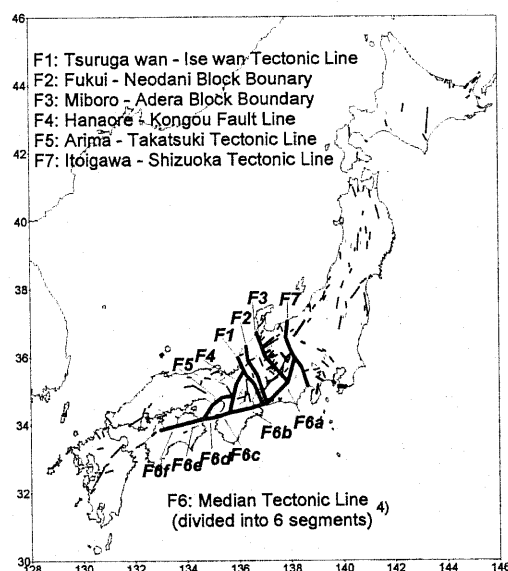 46
44
42
40
38
36
34
32
30
F1: Tsuruga wan - Ise wan Tectonic Line
F2: Fukui - Neodani Block Bounary
F3: Miboro - Adera Block Boundary
F4: Hanaore - Kongou Fault Line
F5: Arima - Takatsuki Tectonic Line
F7: Itoigawa - Shizuoka Tectonic Line
F3 F7
F2
F1
F4
F5
F6a
F6b
F6f F6e F6d F6c
F6: Median Tectonic Line 4)
(divided into 6 segments)
128 130 132 134 136 138 140 142 144 146